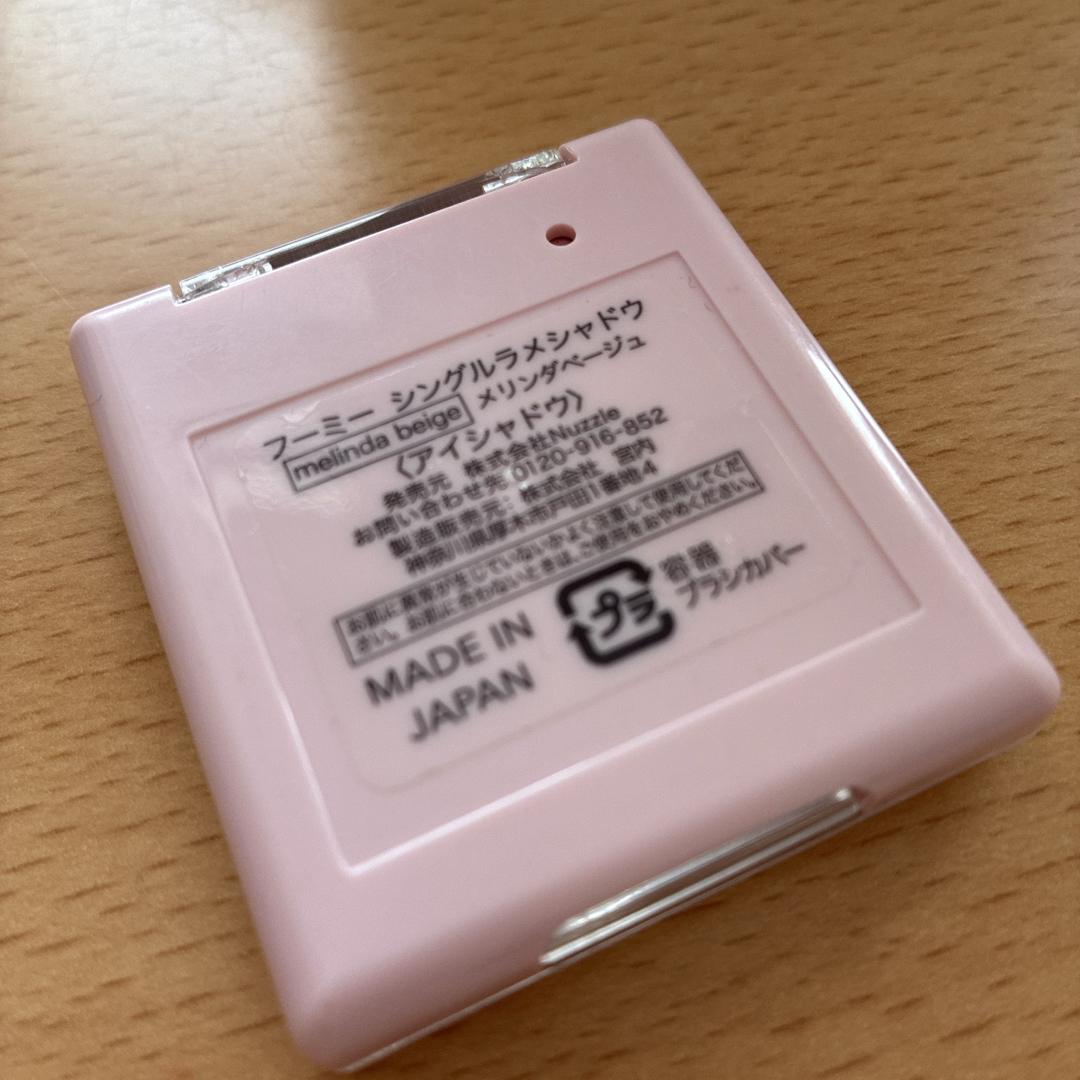 フーミー シングルラメシャドウ
melinda beige メリンダベージュ
〈アイシャドウ〉
発売元 株式会社Nuzzle
お問い合わせ先 0120-916-852
製造販売元: 株式会社 宮内
神奈川県厚木市戸田1番地4
お肌に異常が生じていないかよく注意して使用してくだ
さい。お肌に合わないときは、ご使用をおやめください。
MADE IN
JAPAN
プラ
容器
ブラシカバー